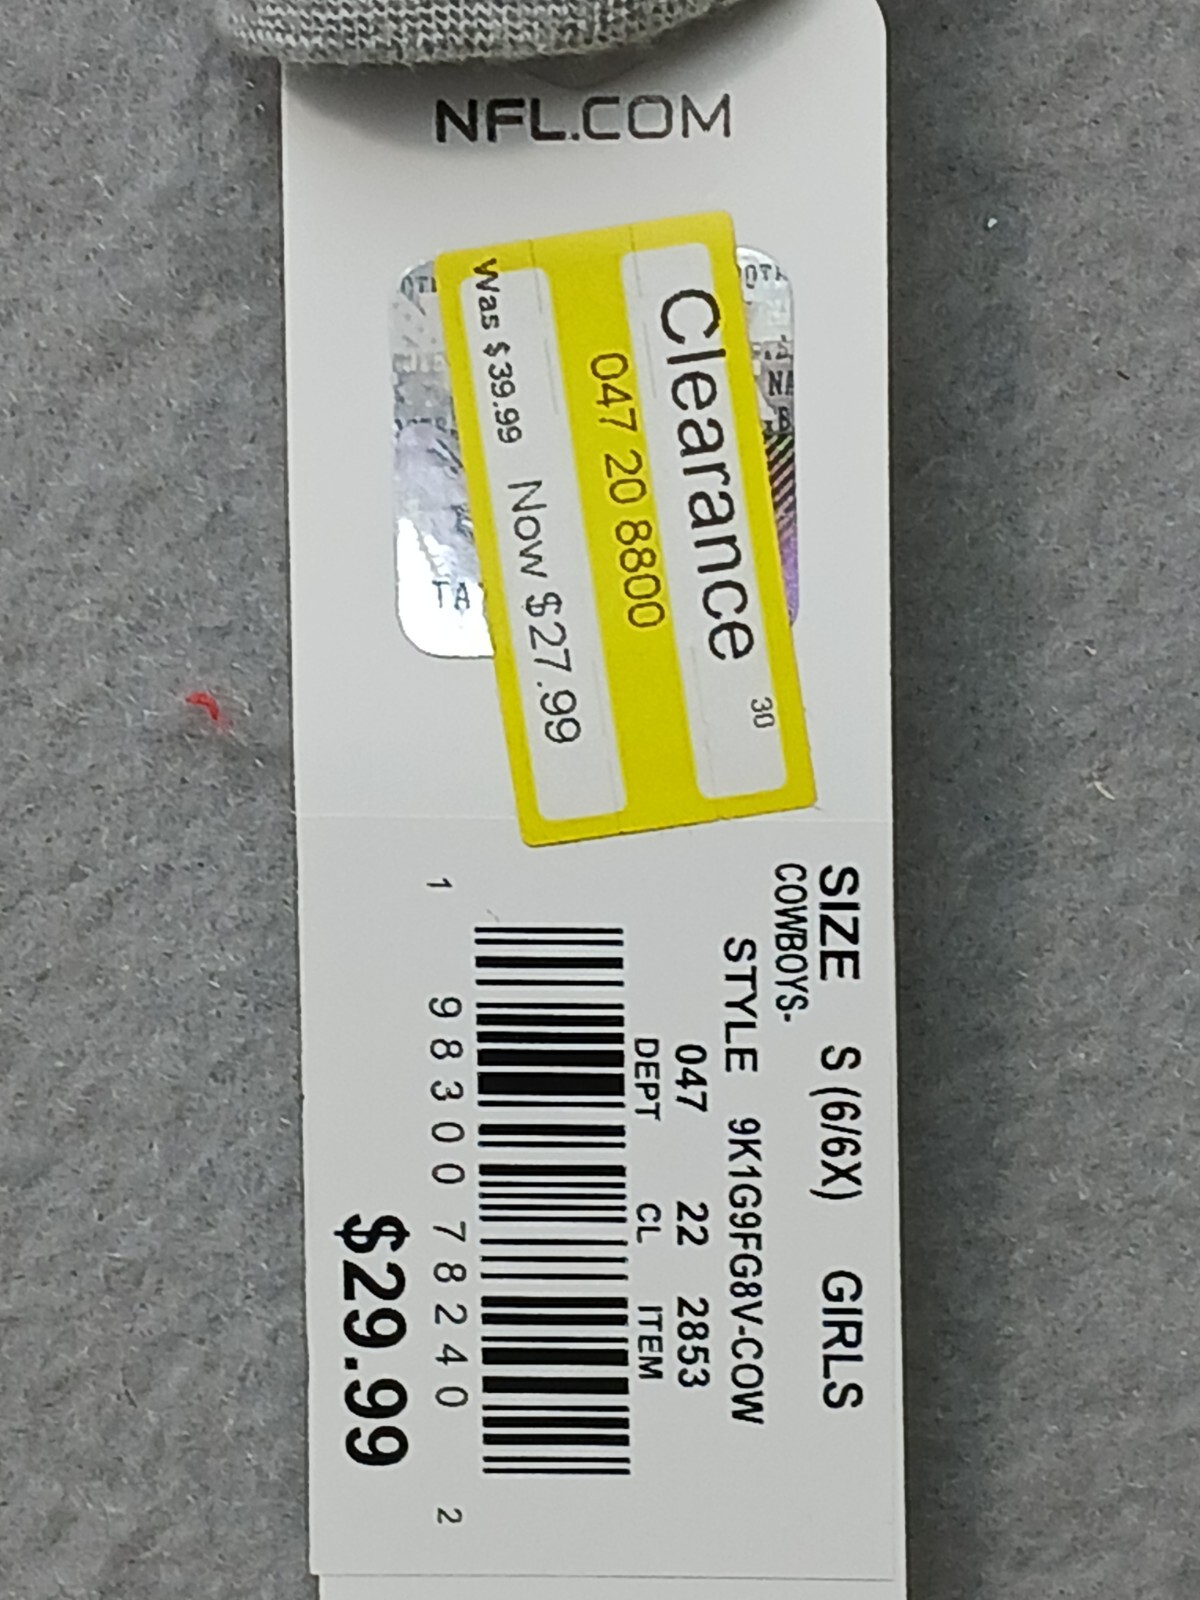 NFL.COM
Clearance 30
047 20 8800
Was $39.99 Now $27.99
TA
SIZE S (6/6X) GIRLS
COWBOYS-
STYLE 9K1G9FG8V-COW
047 22 2853
DEPT CL ITEM
1 98300 78240 2
$29.99